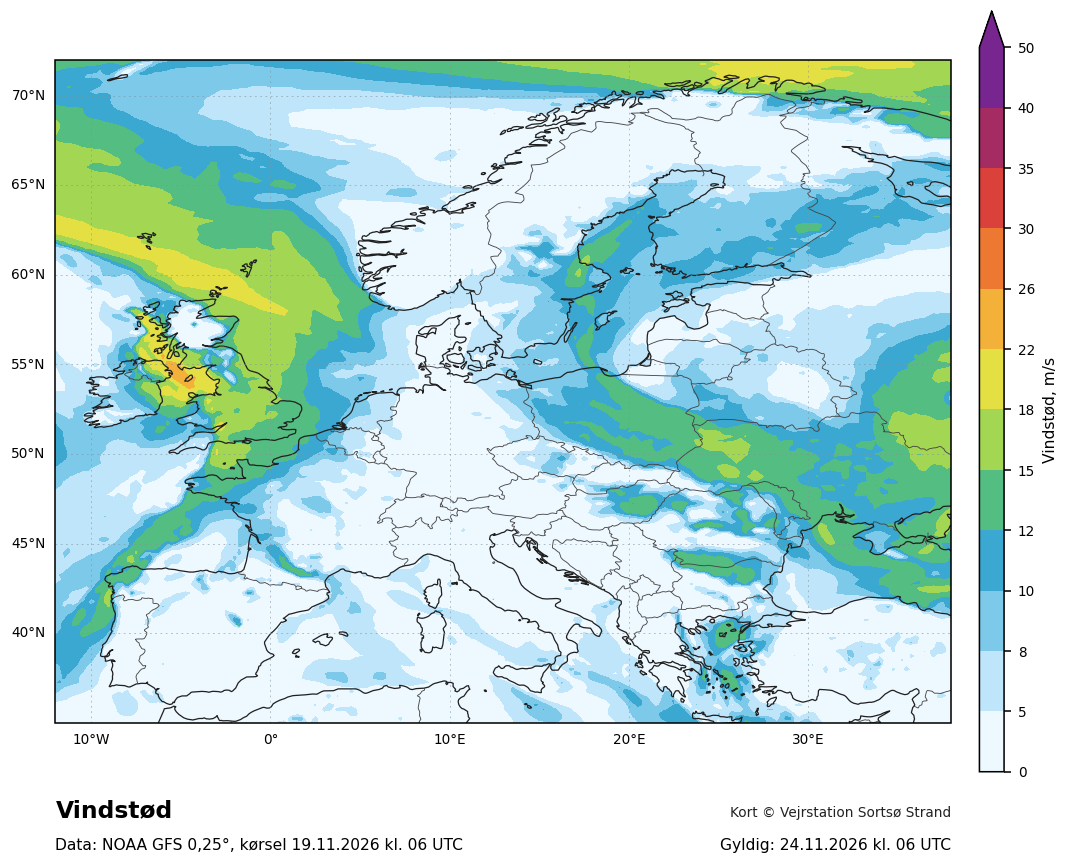 50
40
35
30
26
22
18
15
12
10
8
5
0
Vindstød, m/s
70°N
65°N
60°N
55°N
50°N
45°N
40°N
10°W
0°
10°E
20°E
30°E
Vindstød
Kort © Vejrstation Sortsø Strand
Data: NOAA GFS 0,25°, kørsel 19.11.2026 kl. 06 UTC
Gyldig: 24.11.2026 kl. 06 UTC